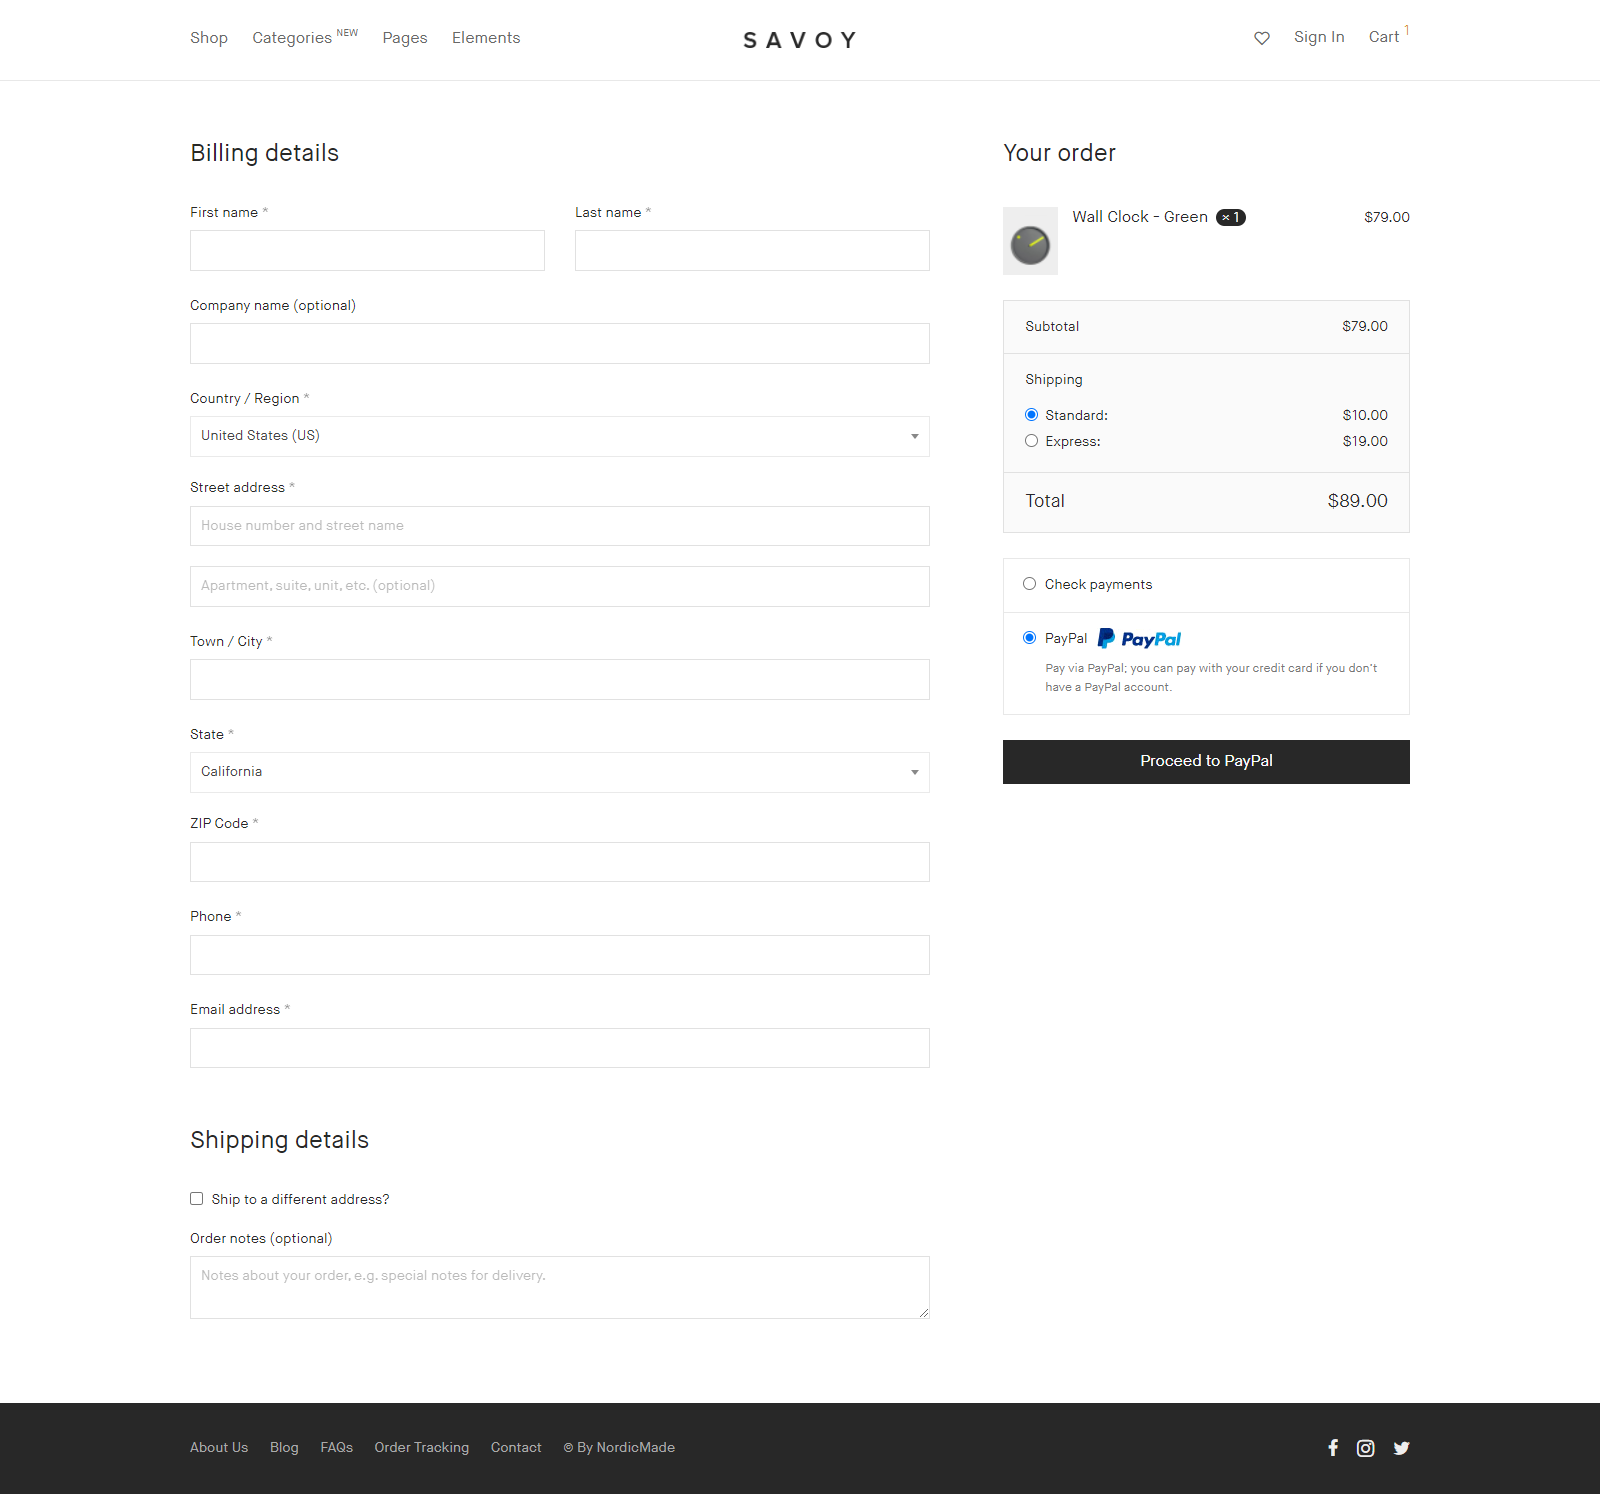 Shop Categories NEW Pages Elements
SAVOY
Sign In Cart 1
Billing details
First name *
Last name *
Company name (optional)
Country / Region *
United States (US)
Street address *
House number and street name
Apartment, suite, unit, etc. (optional)
Town / City *
State *
California
ZIP Code *
Phone *
Email address *
Shipping details
Ship to a different address?
Order notes (optional)
Notes about your order, e.g. special notes for delivery.
Your order
Wall Clock - Green × 1 $79.00
Subtotal $79.00
Shipping
Standard: $10.00
Express: $19.00
Total $89.00
Check payments
PayPal PayPal
Pay via PayPal; you can pay with your credit card if you don't
have a PayPal account.
Proceed to PayPal
About Us Blog FAQs Order Tracking Contact © By NordicMade